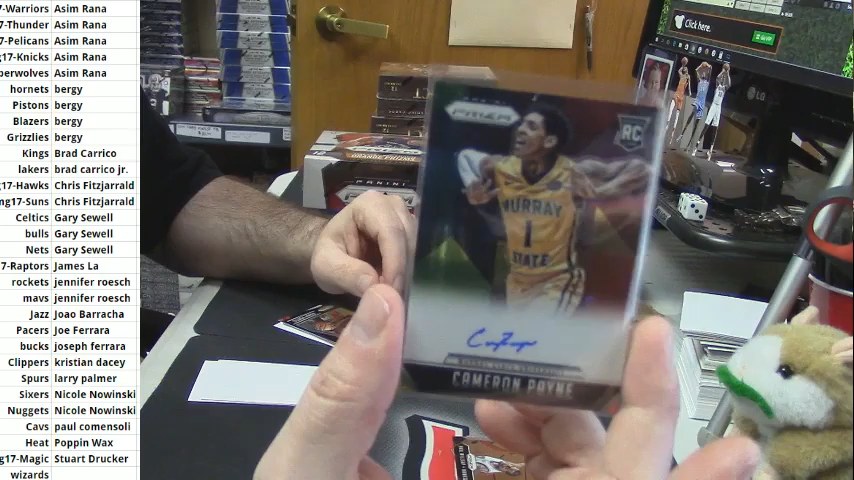 7-Warriors Asim Rana
17-Thunder Asim Rana
17-Pelicans Asim Rana
g17-Knicks Asim Rana
berwolves Asim Rana
hornets bergy
Pistons bergy
Blazers bergy
Grizzlies bergy
Kings Brad Carrico
lakers brad carrico jr.
g17-Hawks Chris Fitzjarrald
ng17-Suns Chris Fitzjarrald
Celtics Gary Sewell
bulls Gary Sewell
Nets Gary Sewell
7-Raptors James La
rockets jennifer roesch
mavs jennifer roesch
Jazz Joao Barracha
Pacers Joe Ferrara
bucks joseph ferrara
Clippers kristian dacey
Spurs larry palmer
Sixers Nicole Nowinski
Nuggets Nicole Nowinski
Cavs paul comensoli
Heat Poppin Wax
g17-Magic Stuart Drucker
wizards
Click here.
LG
PANINI
PRIZM
RC
MURRAY
1
STATE
CAMERON PAYNE